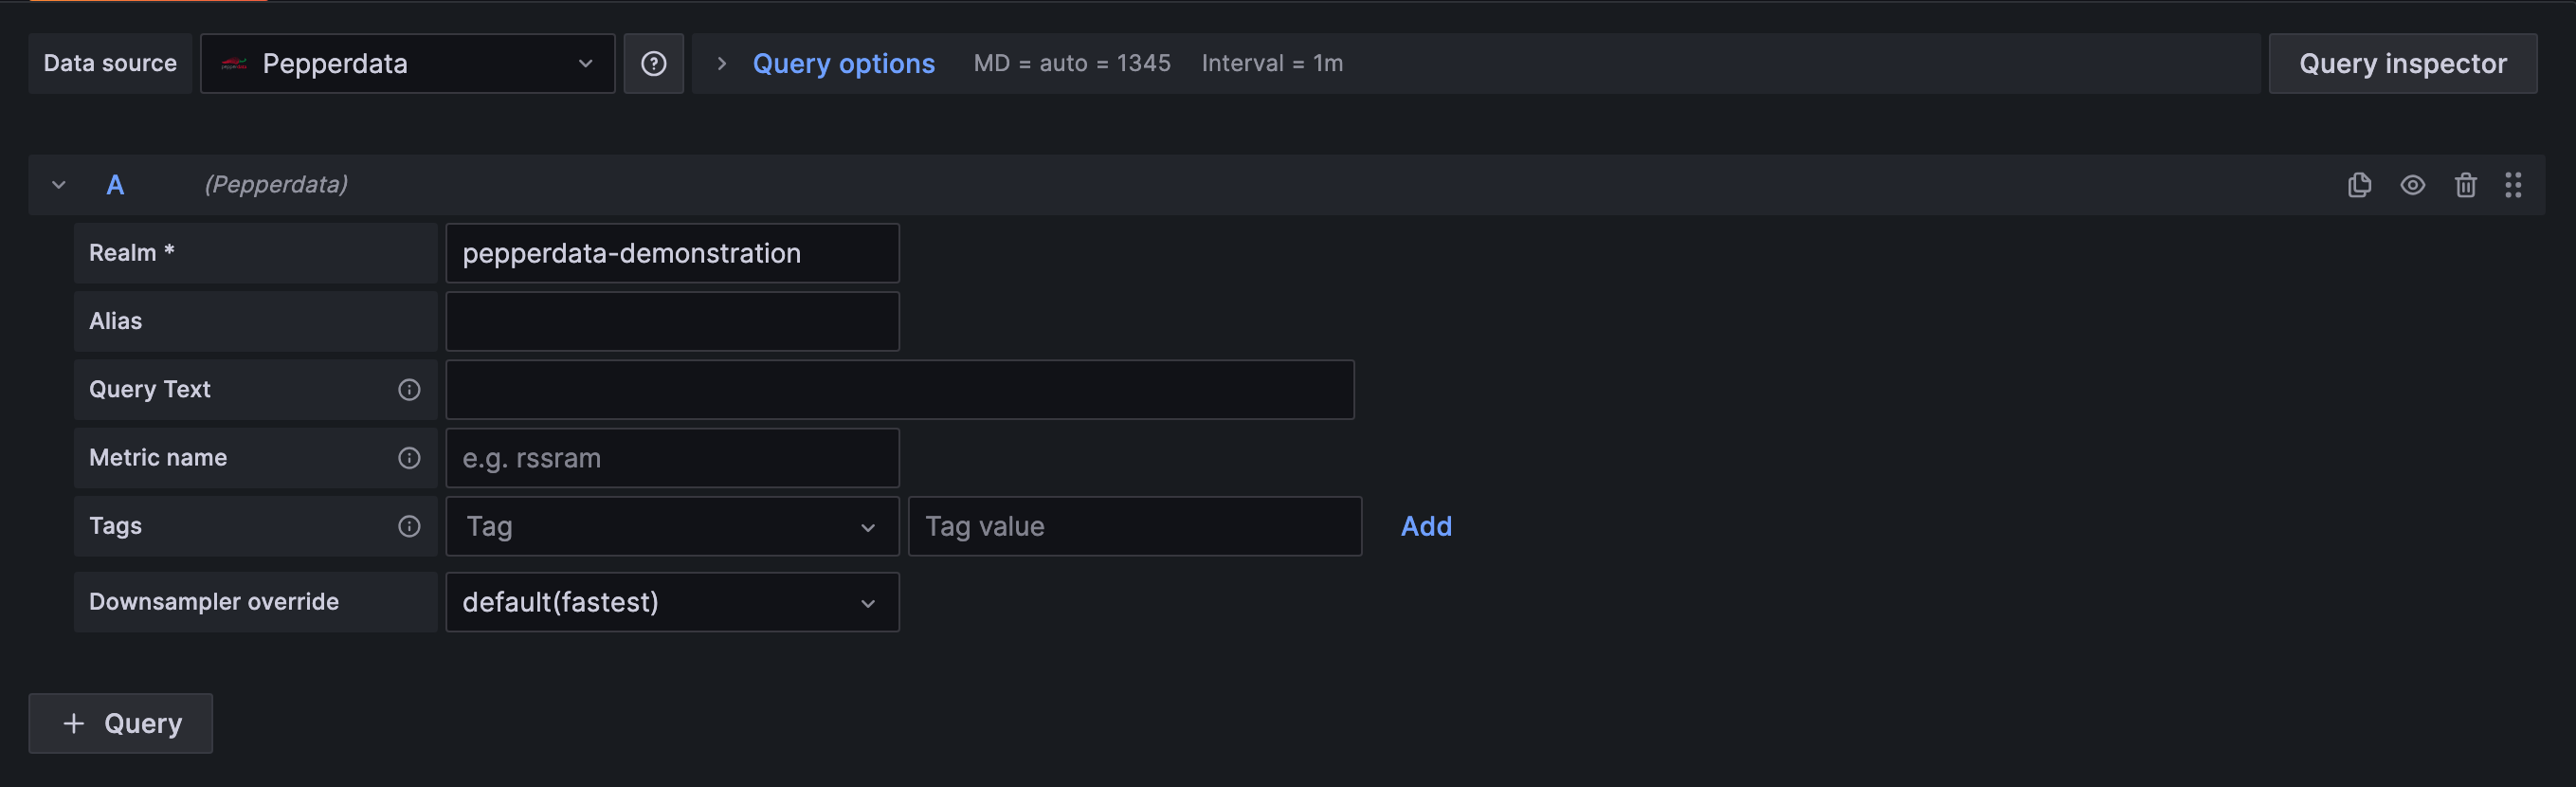 Data source Pepperdata Query options MD = auto = 1345 Interval = 1m Query inspector
A (Pepperdata)
Realm * pepperdata-demonstration
Alias
Query Text
Metric name e.g. rssram
Tags Tag Tag value Add
Downsampler override default(fastest)
+ Query